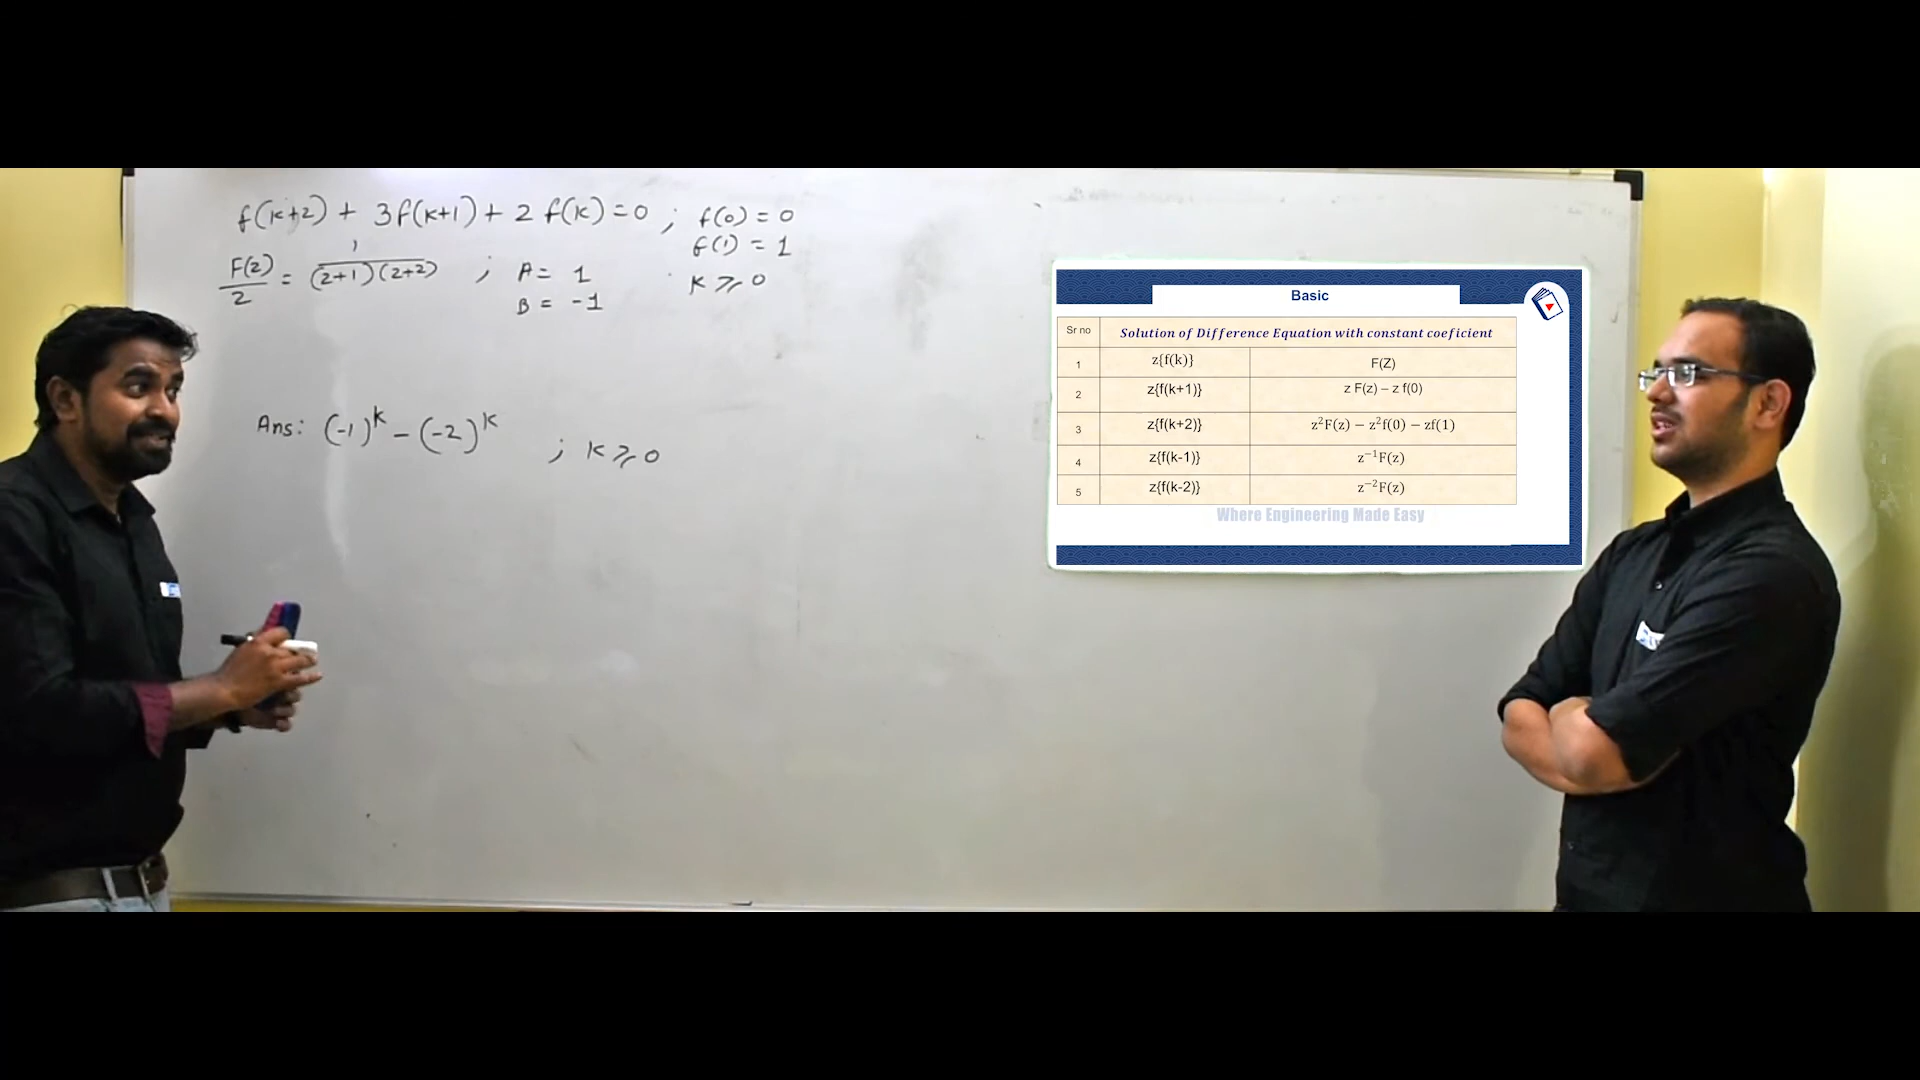 f(k+2) + 3f(k+1) + 2 f(k) = 0 ; f(0) = 0
f(1) = 1
F(z)/z = 1/(z+1)(z+2) ; A = 1
k ⩾ 0
B = -1
Ans: (-1)^k - (-2)^k ; k ⩾ 0
Basic
Sr no Solution of Difference Equation with constant coeficient
1 z{f(k)} F(Z)
2 z{f(k+1)} z F(z) – z f(0)
3 z{f(k+2)} z²F(z) − z²f(0) − zf(1)
4 z{f(k-1)} z⁻¹F(z)
5 z{f(k-2)} z⁻²F(z)
Where Engineering Made Easy